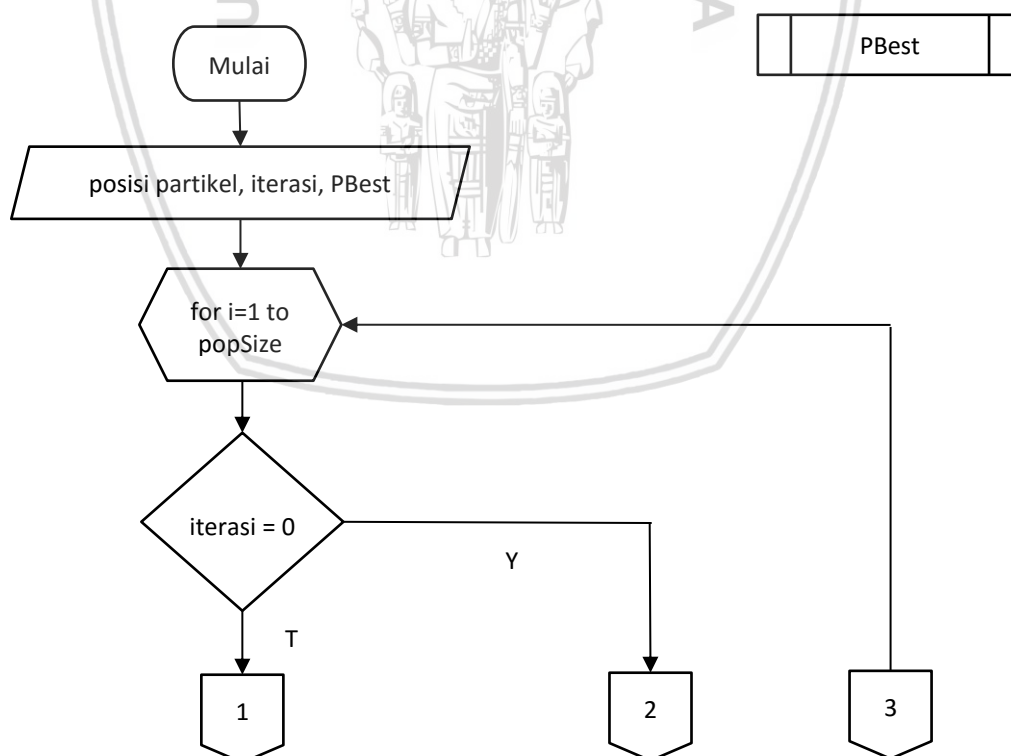 U
A
PBest
Mulai
posisi partikel, iterasi, PBest
for i=1 to
popSize
iterasi = 0
Y
T
1
2
3